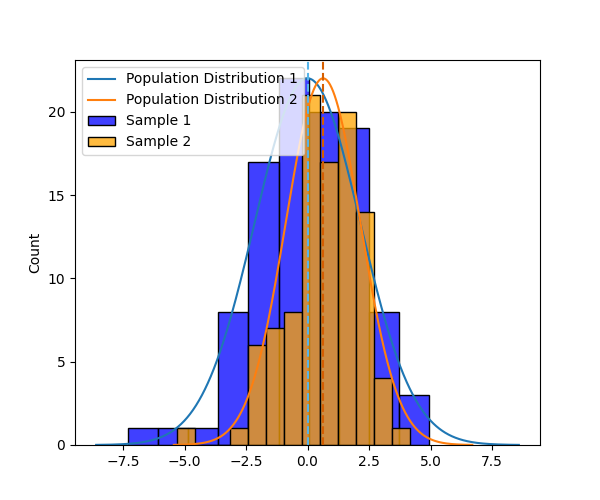 Population Distribution 1
Population Distribution 2
Sample 1
Sample 2
Count
20
15
10
5
0
−7.5 −5.0 −2.5 0.0 2.5 5.0 7.5